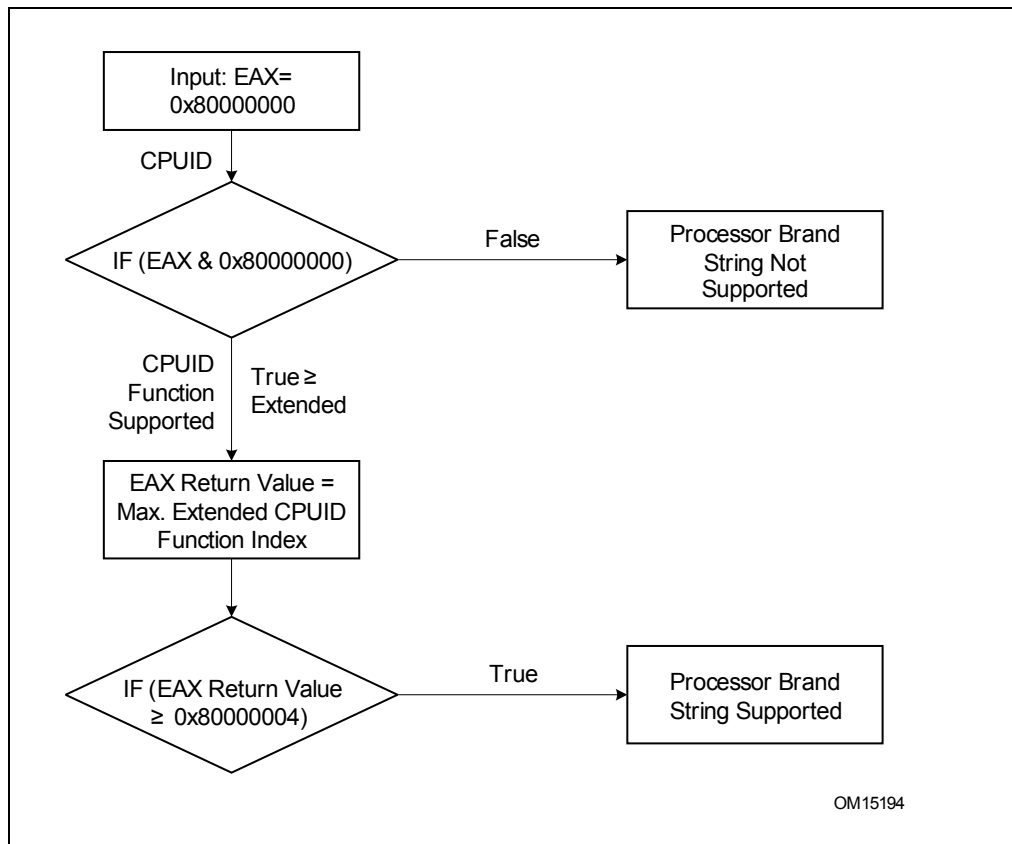 Input: EAX=
0x80000000
CPUID
IF (EAX & 0x80000000)
False
Processor Brand
String Not
Supported
CPUID
Function
Supported
True ≥
Extended
EAX Return Value =
Max. Extended CPUID
Function Index
IF (EAX Return Value
≥ 0x80000004)
True
Processor Brand
String Supported
OM15194